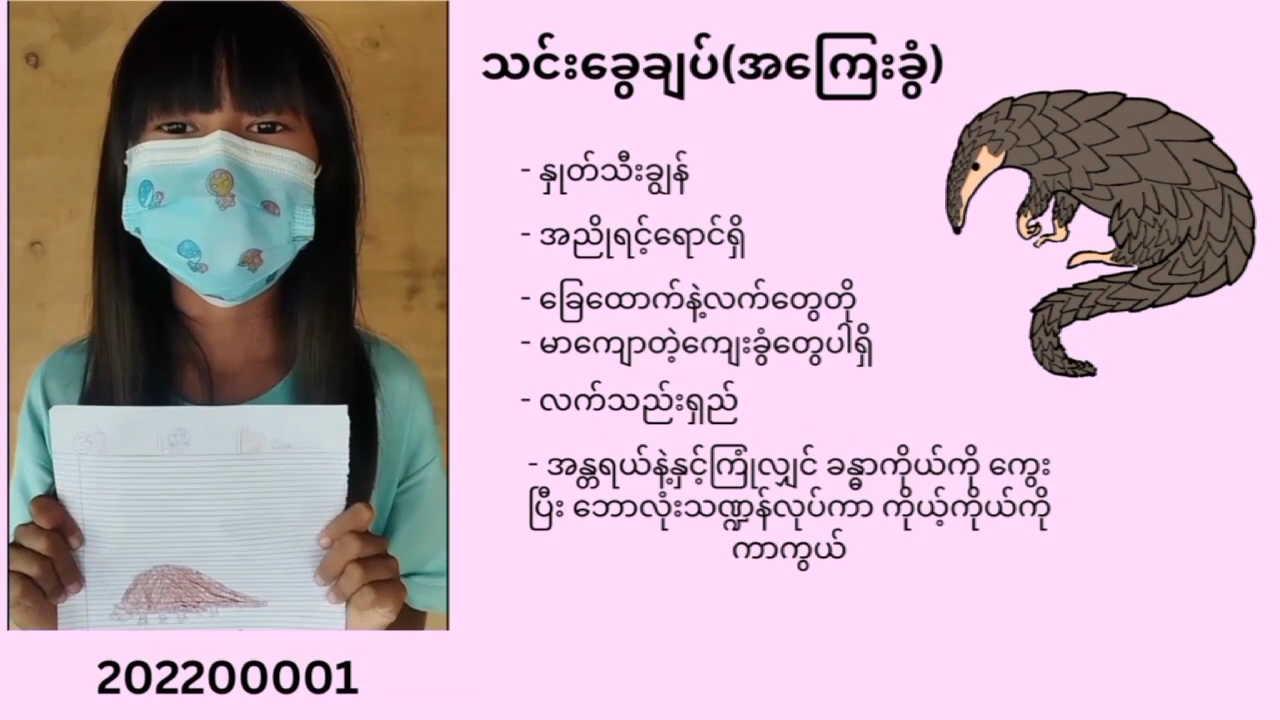 သင်းခွေချပ်(အကြေးခွံ)
- နှုတ်သီးချွန်
- အညိုရင့်ရောင်ရှိ
- ခြေထောက်နဲ့လက်တွေတို
- မာကျောတဲ့ကျေးခွံတွေပါရှိ
- လက်သည်းရှည်
- အန္တရယ်နဲ့နှင့်ကြုံလျှင် ခန္ဓာကိုယ်ကို ကွေး
ပြီး ဘောလုံးသဏ္ဍန်လုပ်ကာ ကိုယ့်ကိုယ်ကို
ကာကွယ်
202200001